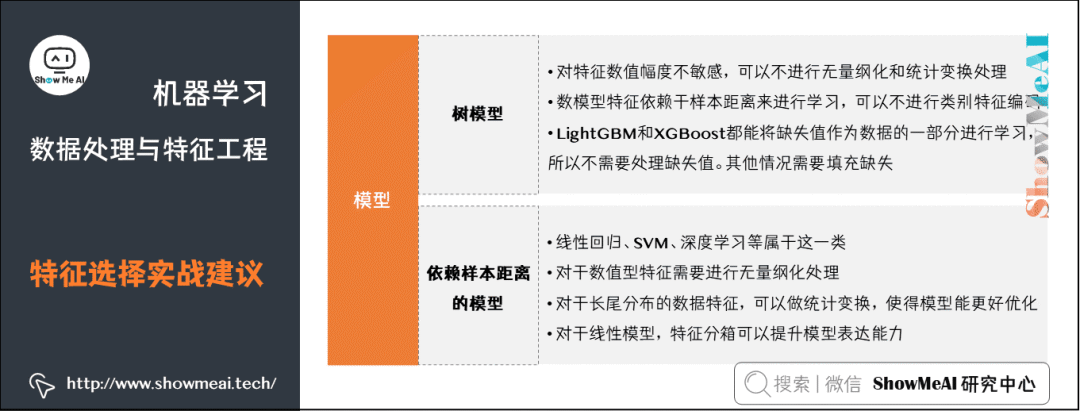 AI
Show Me AI
机器学习
数据处理与特征工程
特征选择实战建议
http://www.showmeai.tech/
模型
树模型
• 对特征数值幅度不敏感，可以不进行无量纲化和统计变换处理
• 数模型特征依赖于样本距离来进行学习，可以不进行类别特征编码
• LightGBM和XGBoost都能将缺失值作为数据的一部分进行学习，
所以不需要处理缺失值。其他情况需要填充缺失
依赖样本距离
的模型
• 线性回归、SVM、深度学习等属于这一类
• 对于数值型特征需要进行无量纲化处理
• 对于长尾分布的数据特征，可以做统计变换，使得模型能更好优化
• 对于线性模型，特征分箱可以提升模型表达能力
ShowMeAI
搜索 | 微信 ShowMeAI 研究中心